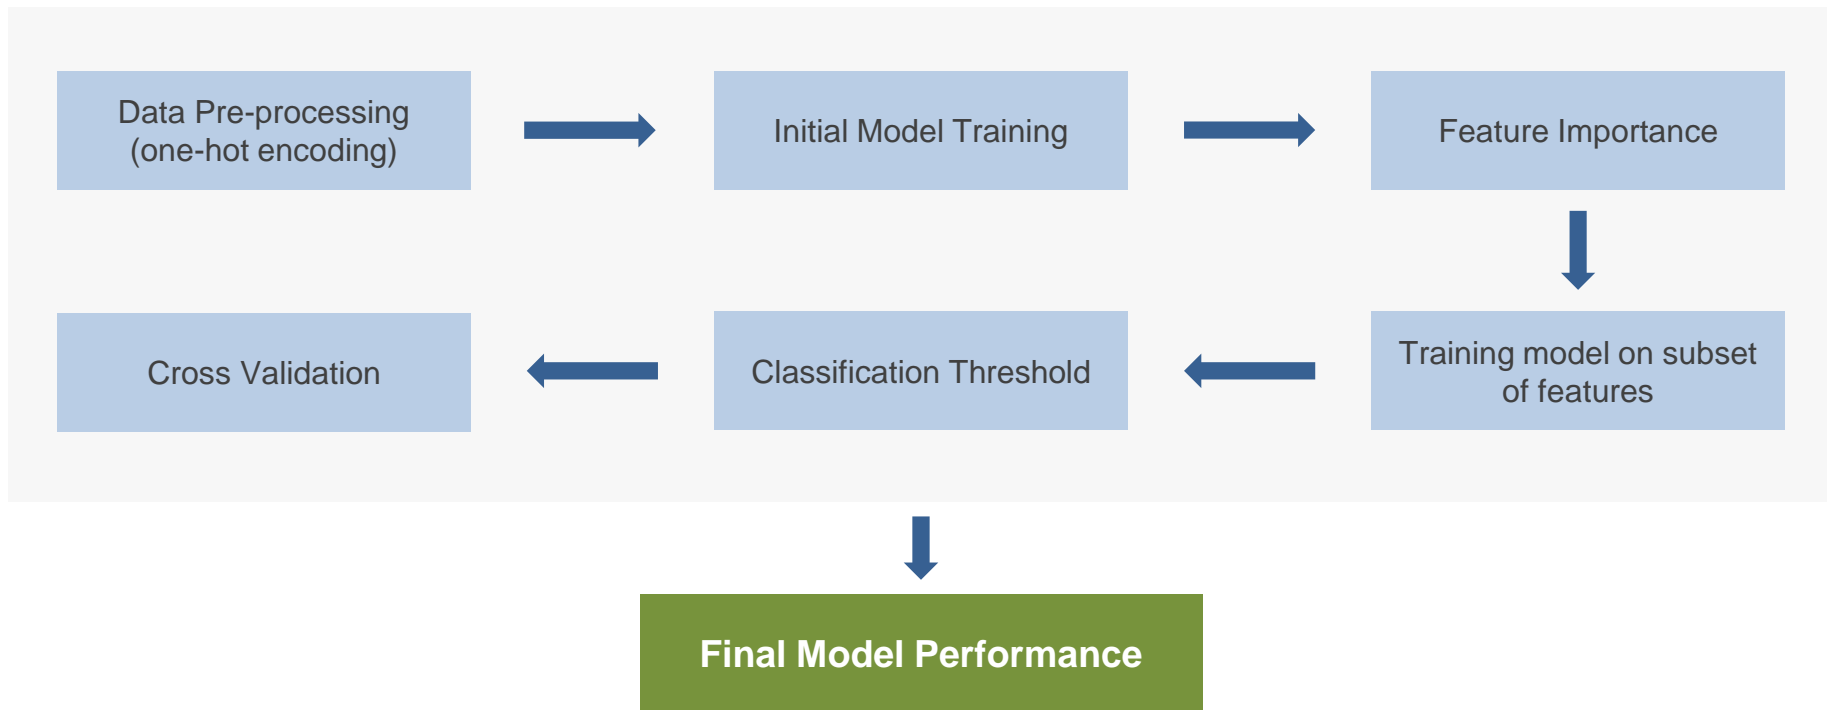 Data Pre-processing
(one-hot encoding)
Initial Model Training
Feature Importance
Training model on subset
of features
Classification Threshold
Cross Validation
Final Model Performance